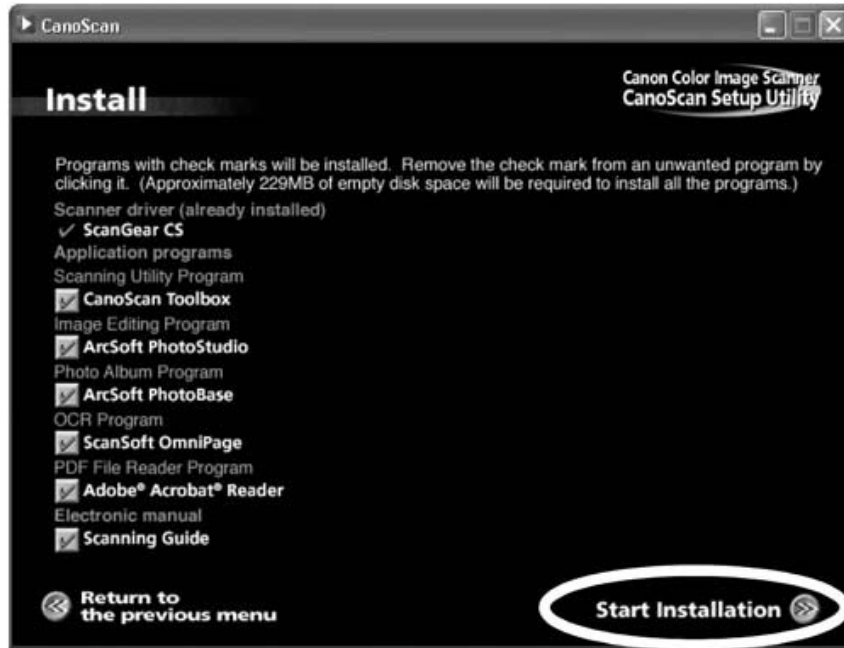 CanoScan
Install
Canon Color Image Scanner
CanoScan Setup Utility
Programs with check marks will be installed.  Remove the check mark from an unwanted program by
clicking it.  (Approximately 229MB of empty disk space will be required to install all the programs.)
Scanner driver (already installed)
ScanGear CS
Application programs
Scanning Utility Program
CanoScan Toolbox
Image Editing Program
ArcSoft PhotoStudio
Photo Album Program
ArcSoft PhotoBase
OCR Program
ScanSoft OmniPage
PDF File Reader Program
Adobe® Acrobat® Reader
Electronic manual
Scanning Guide
Return to
the previous menu
Start Installation